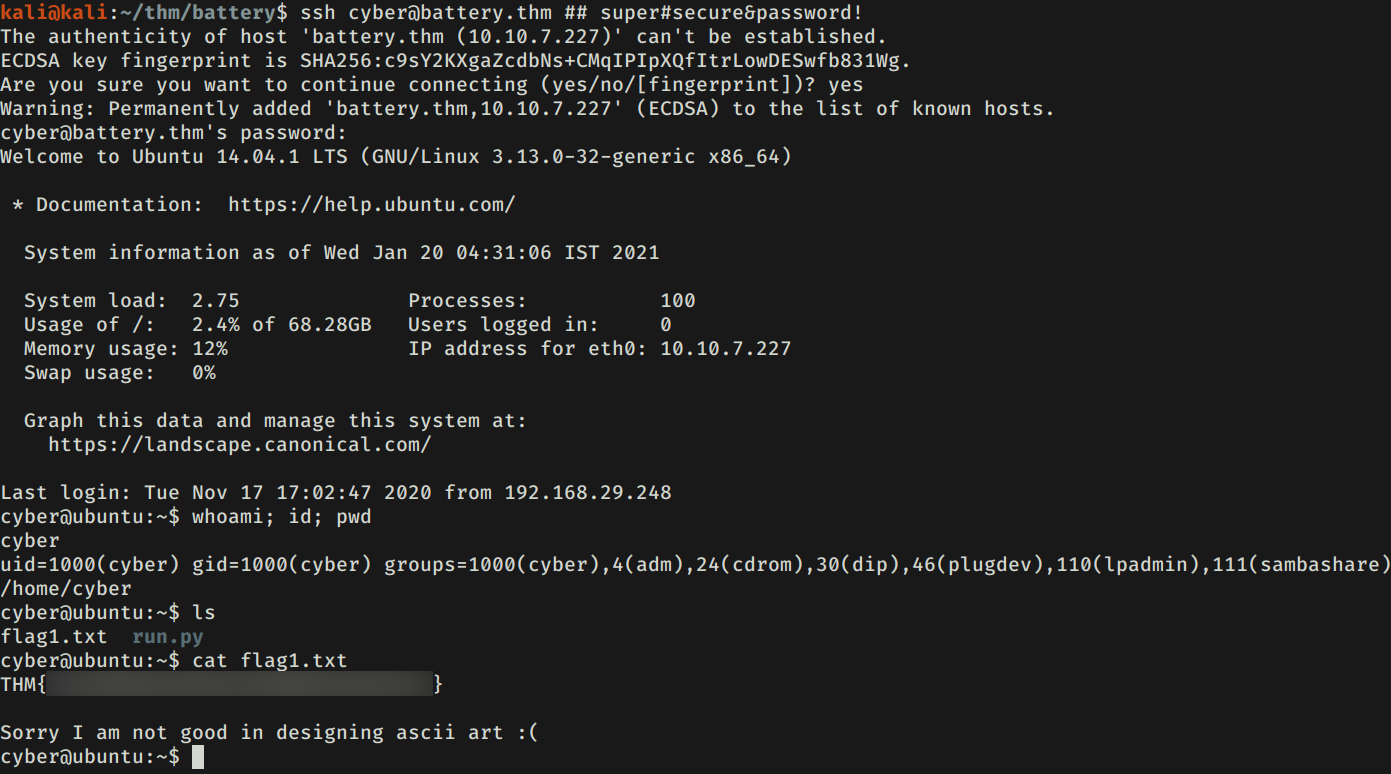 kali@kali:~/thm/battery$ ssh cyber@battery.thm ## super#secure&password!
The authenticity of host 'battery.thm (10.10.7.227)' can't be established.
ECDSA key fingerprint is SHA256:c9sY2KXgaZcdbNs+CMqIPIpXQfItrLowDESwfb831Wg.
Are you sure you want to continue connecting (yes/no/[fingerprint])? yes
Warning: Permanently added 'battery.thm,10.10.7.227' (ECDSA) to the list of known hosts.
cyber@battery.thm's password:
Welcome to Ubuntu 14.04.1 LTS (GNU/Linux 3.13.0-32-generic x86_64)
* Documentation:  https://help.ubuntu.com/
System information as of Wed Jan 20 04:31:06 IST 2021
System load:  2.75              Processes:           100
Usage of /:   2.4% of 68.28GB   Users logged in:     0
Memory usage: 12%               IP address for eth0: 10.10.7.227
Swap usage:   0%
Graph this data and manage this system at:
https://landscape.canonical.com/
Last login: Tue Nov 17 17:02:47 2020 from 192.168.29.248
cyber@ubuntu:~$ whoami; id; pwd
cyber
uid=1000(cyber) gid=1000(cyber) groups=1000(cyber),4(adm),24(cdrom),30(dip),46(plugdev),110(lpadmin),111(sambashare)
/home/cyber
cyber@ubuntu:~$ ls
flag1.txt  run.py
cyber@ubuntu:~$ cat flag1.txt
THM{ }
Sorry I am not good in designing ascii art :(
cyber@ubuntu:~$